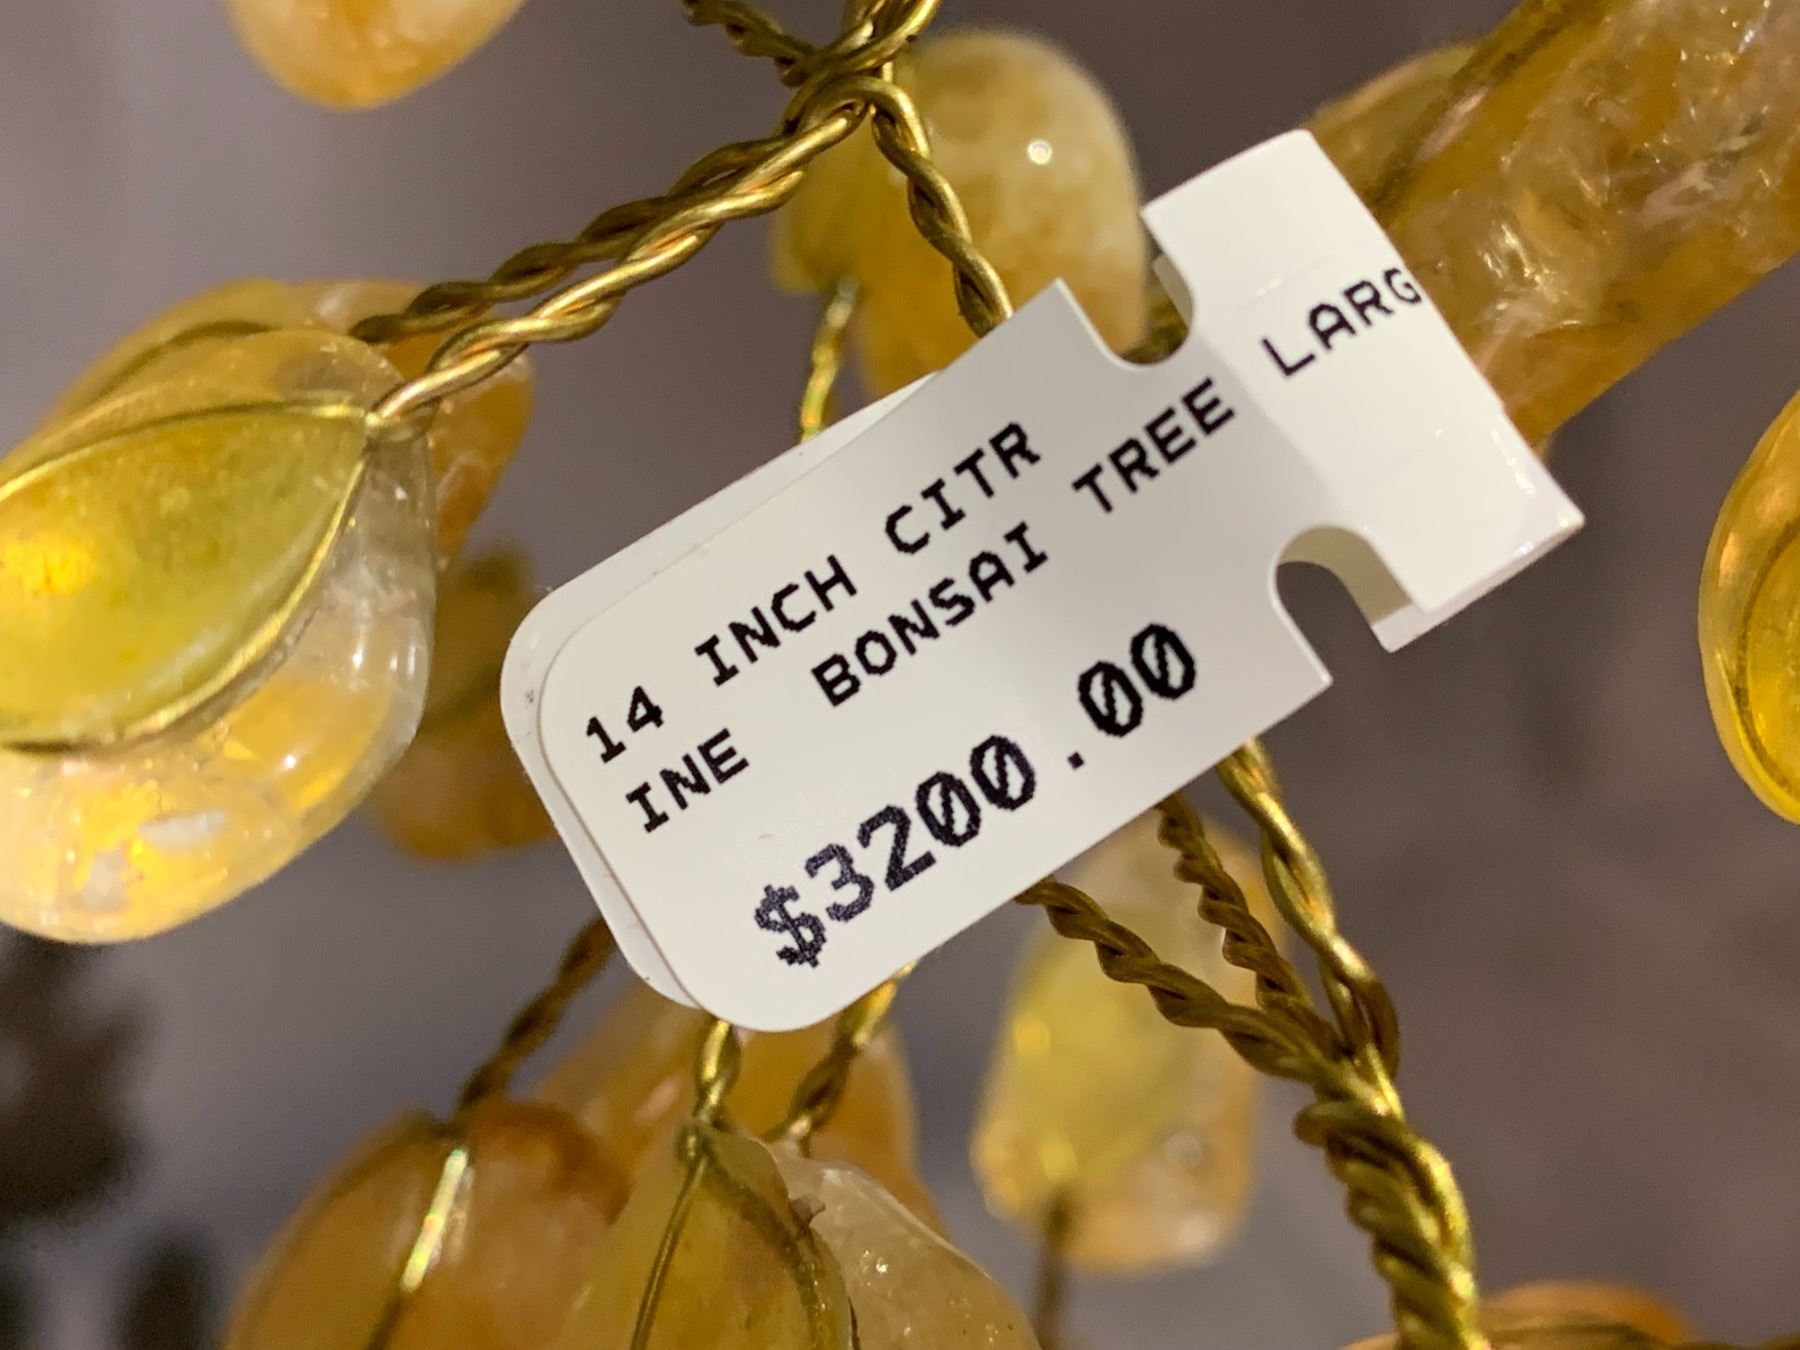 14 INCH CITR
INE BONSAI TREE LARG
$3200.00